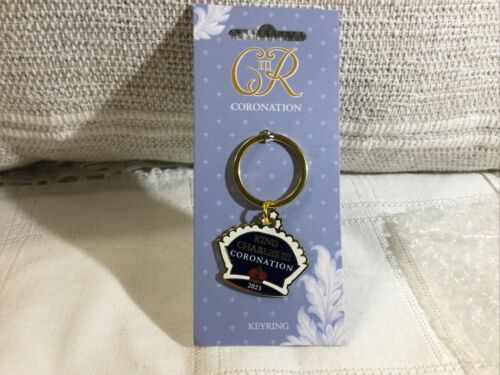 CIIIR
CORONATION
KING
CHARLES III
CORONATION
2023
KEYRING